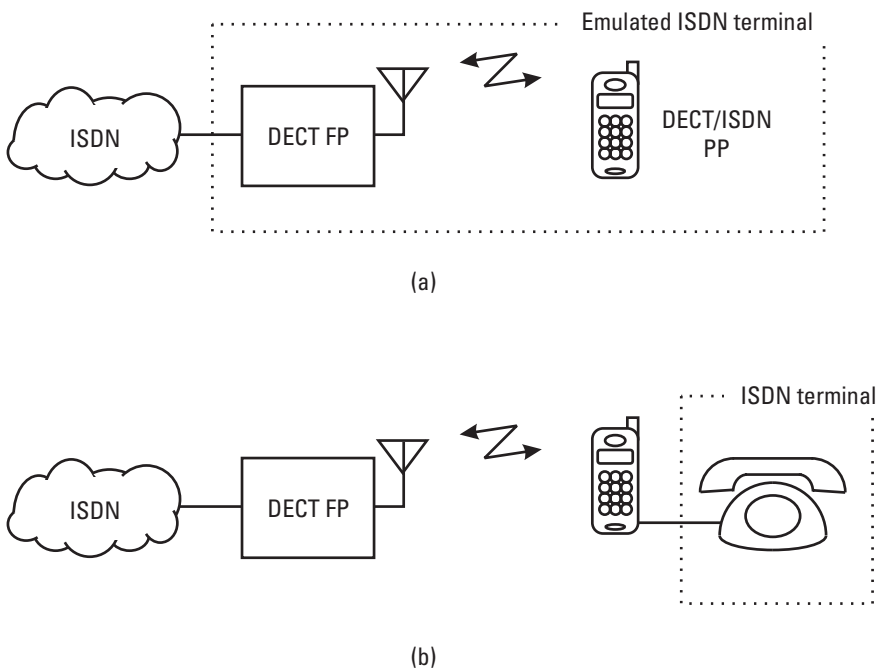 Emulated ISDN terminal
ISDN
DECT FP
DECT/ISDN
PP
(a)
ISDN terminal
ISDN
DECT FP
(b)